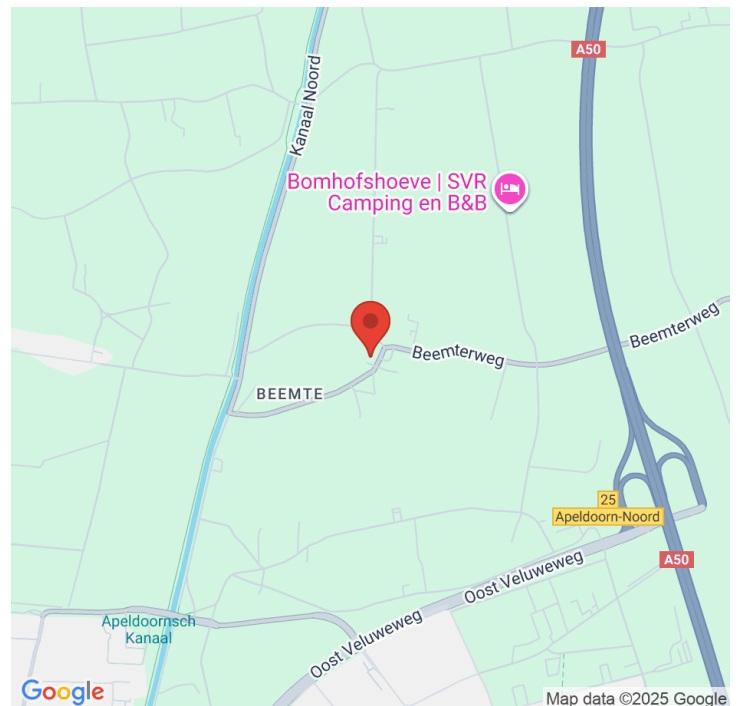 A50
Kanaal Noord
Bomhofshoeve | SVR
Camping en B&B
Beemterweg
Beemterweg
BEEMTE
25
Apeldoorn-Noord
A50
Oost Veluweweg
Apeldoornsch
Kanaal
Oost Veluweweg
Google
Map data ©2025 Google